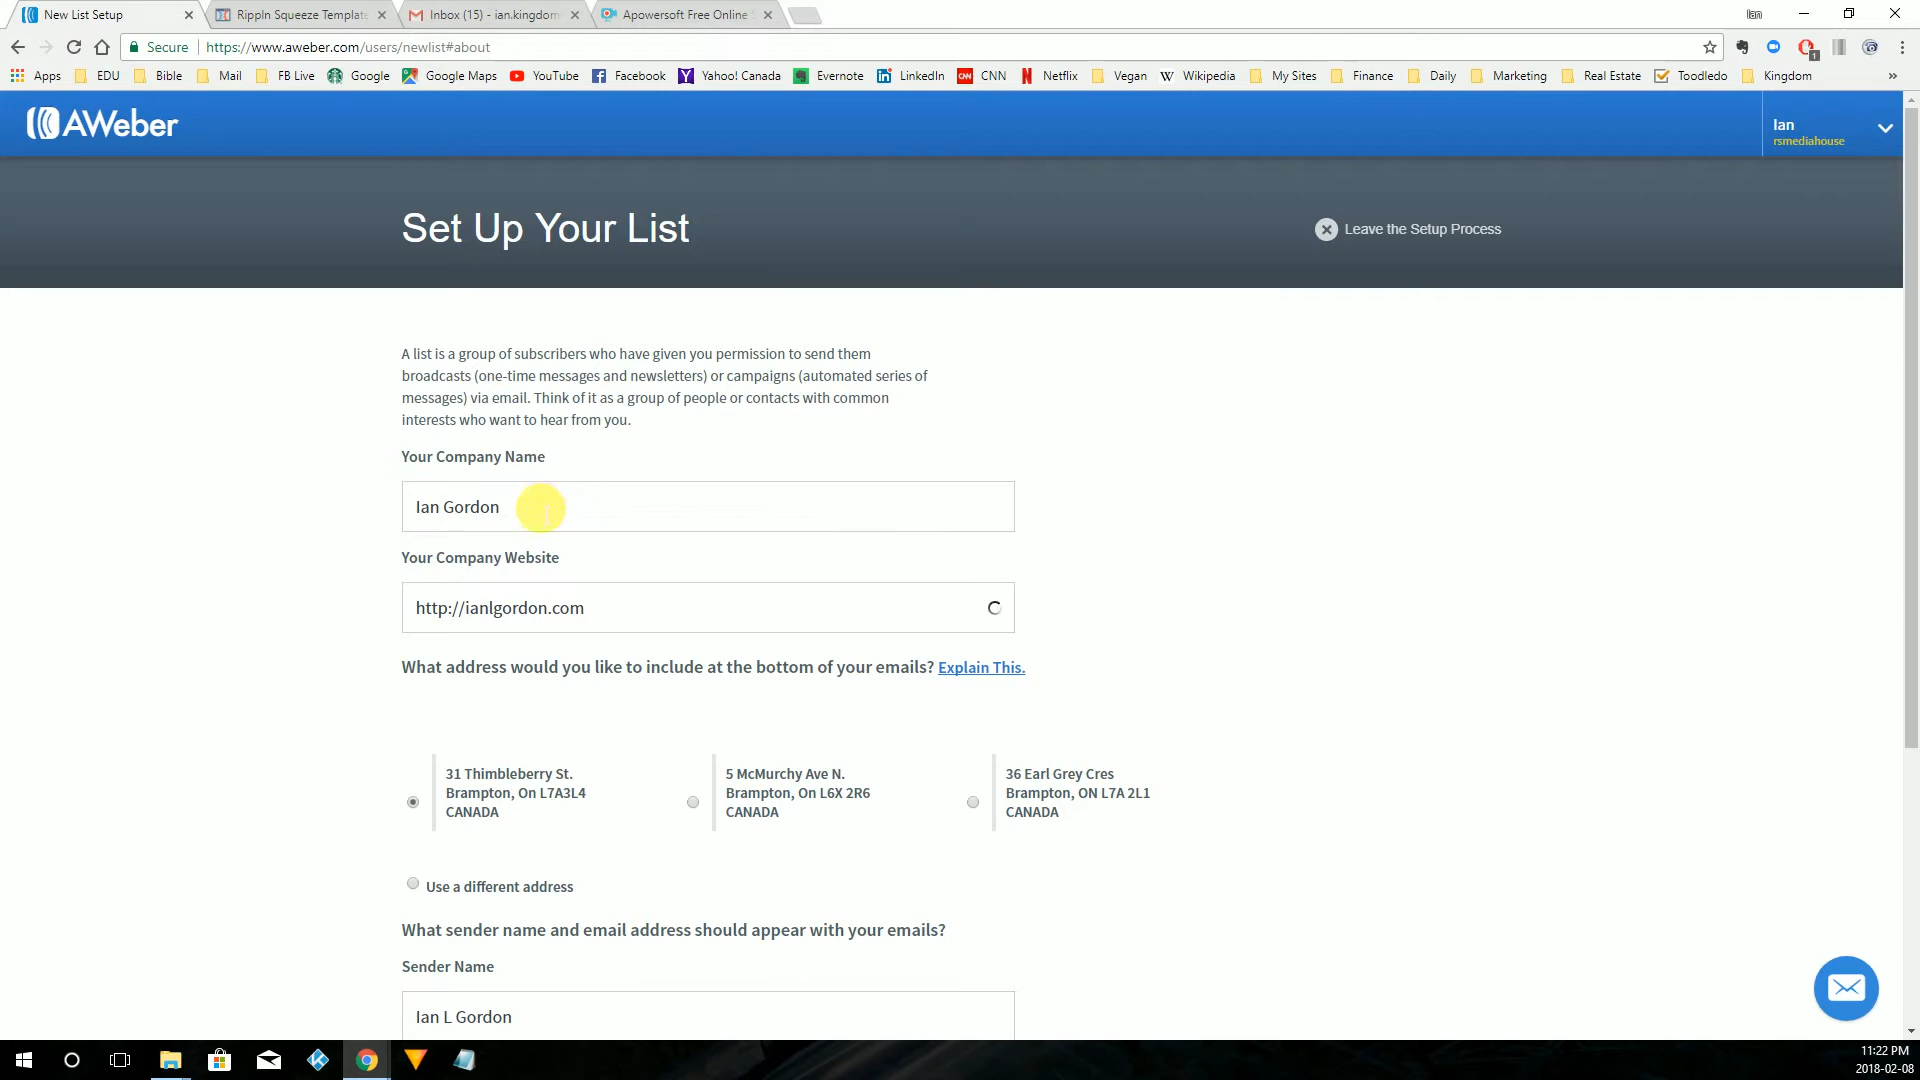 New List Setup
Rippln Squeeze Template
Inbox (15) - ian.kingdom
Apowersoft Free Online S
Ian
Secure
https://www.aweber.com/users/newlist#about
1
Apps
EDU
Bible
Mail
FB Live
Google
Google Maps
YouTube
Facebook
Yahoo! Canada
Evernote
LinkedIn
CNN
Netflix
Vegan
Wikipedia
My Sites
Finance
Daily
Marketing
Real Estate
Toodledo
Kingdom
AWeber
Ian
rsmediahouse
Set Up Your List
Leave the Setup Process
A list is a group of subscribers who have given you permission to send them
broadcasts (one-time messages and newsletters) or campaigns (automated series of
messages) via email. Think of it as a group of people or contacts with common
interests who want to hear from you.
Your Company Name
Ian Gordon
Your Company Website
http://ianlgordon.com
What address would you like to include at the bottom of your emails? Explain This.
31 Thimbleberry St.
Brampton, On L7A3L4
CANADA
5 McMurchy Ave N.
Brampton, On L6X 2R6
CANADA
36 Earl Grey Cres
Brampton, ON L7A 2L1
CANADA
Use a different address
What sender name and email address should appear with your emails?
Sender Name
Ian L Gordon
11:22 PM
2018-02-08